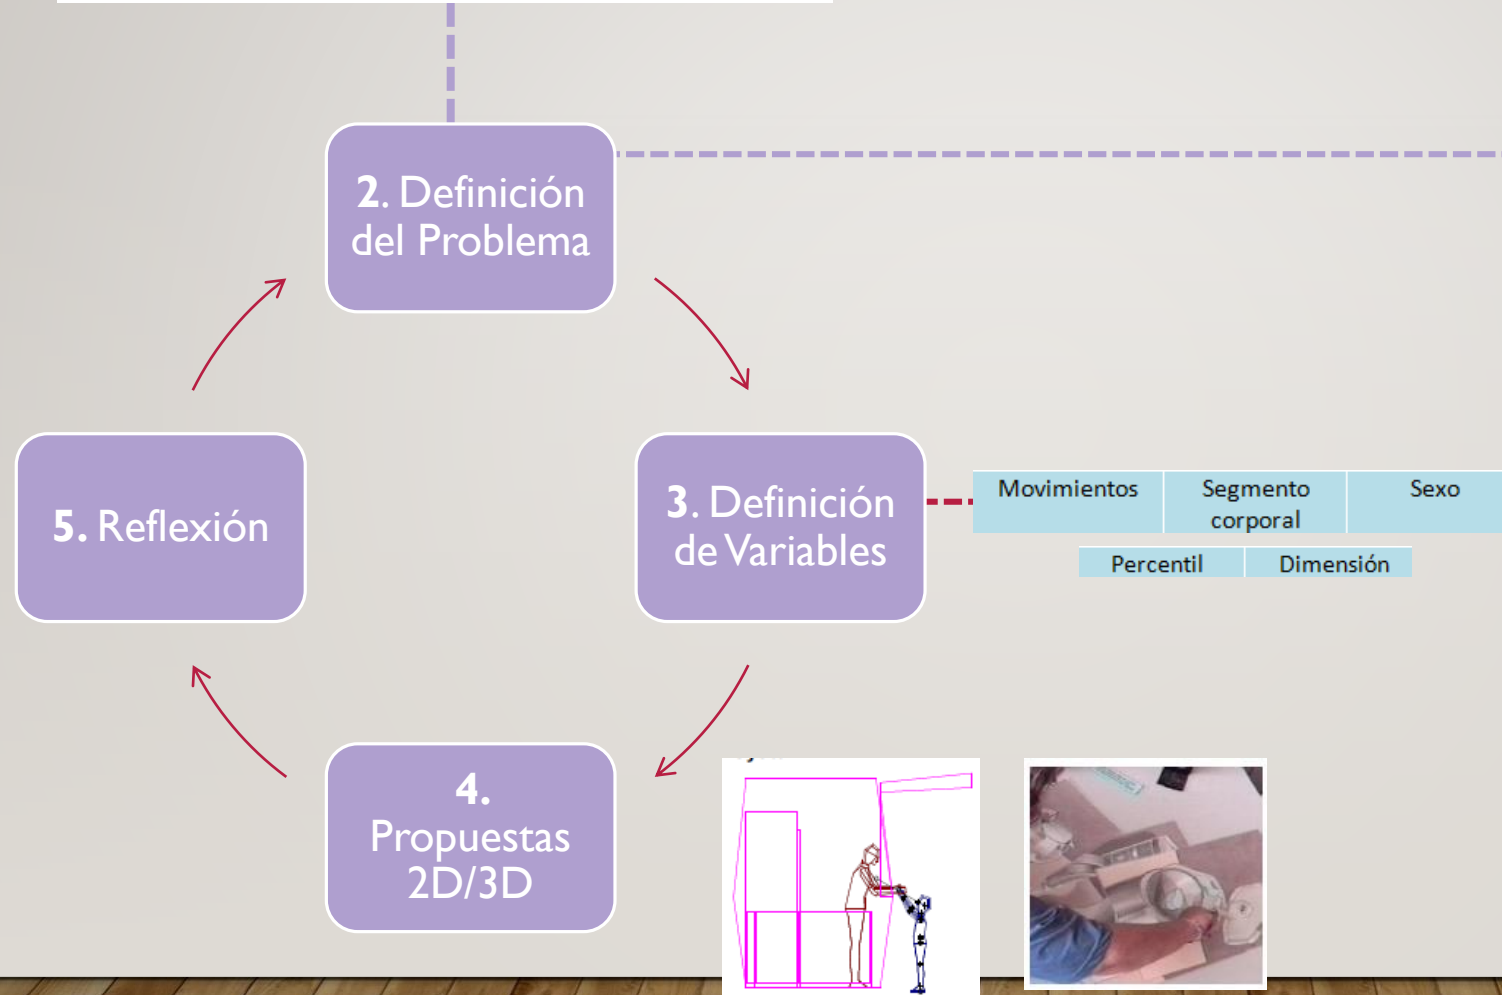 2. Definición
del Problema
5. Reflexión
3. Definición
de Variables
Movimientos
Segmento
corporal
Sexo
Percentil
Dimensión
4.
Propuestas
2D/3D